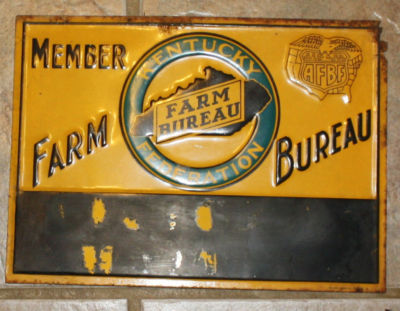 MEMBER
KENTUCKY
FARM
BUREAU
FEDERATION
AFBF
FARM BUREAU